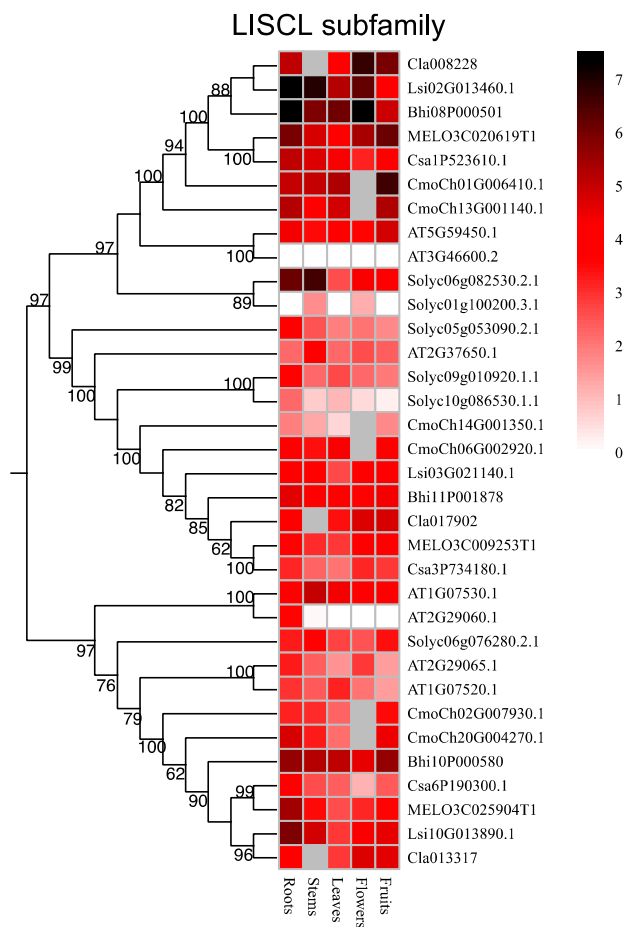 LISCL subfamily
Cla008228
Lsi02G013460.1
88
Bhi08P000501
100
MELO3C020619T1
94
100
Csa1P523610.1
100
CmoCh01G006410.1
CmoCh13G001140.1
AT5G59450.1
97
100
AT3G46600.2
Solyc06g082530.2.1
97
89
Solyc01g100200.3.1
Solyc05g053090.2.1
99
AT2G37650.1
100
Solyc09g010920.1.1
100
Solyc10g086530.1.1
CmoCh14G001350.1
100
CmoCh06G002920.1
Lsi03G021140.1
82
Bhi11P001878
85
Cla017902
62
MELO3C009253T1
100
Csa3P734180.1
AT1G07530.1
100
AT2G29060.1
97
Solyc06g076280.2.1
76
AT2G29065.1
100
AT1G07520.1
79
CmoCh02G007930.1
100
CmoCh20G004270.1
62
Bhi10P000580
90
Csa6P190300.1
99
MELO3C025904T1
Lsi10G013890.1
96
Cla013317
Roots
Stems
Leaves
Flowers
Fruits
7
6
5
4
3
2
1
0